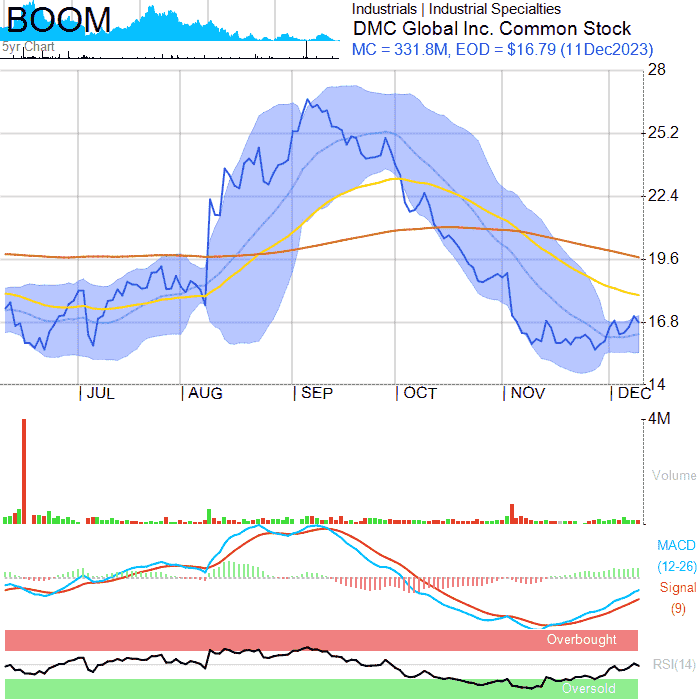 BOOM
5yr Chart
Industrials | Industrial Specialties
DMC Global Inc. Common Stock
MC = 331.8M, EOD = $16.79 (11Dec2023)
28
25.2
22.4
19.6
16.8
14
JUL AUG SEP OCT NOV DEC
4M
Volume
MACD
(12-26)
Signal
(9)
Overbought
RSI(14)
Oversold